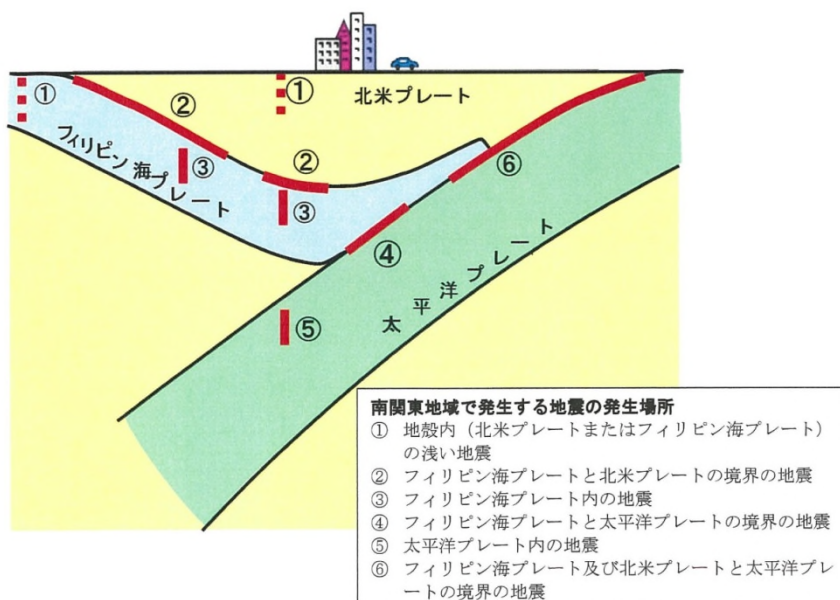 ①
①
北米プレート
②
フィリピン海プレート
③
②
③
⑥
④
太平洋プレート
⑤
南関東地域で発生する地震の発生場所
① 地殻内（北米プレートまたはフィリピン海プレート）
の浅い地震
② フィリピン海プレートと北米プレートの境界の地震
③ フィリピン海プレート内の地震
④ フィリピン海プレートと太平洋プレートの境界の地震
⑤ 太平洋プレート内の地震
⑥ フィリピン海プレート及び北米プレートと太平洋プレ
ートの境界の地震